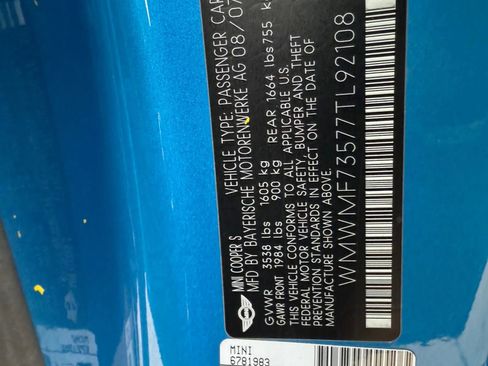 MINI COOPER S
VEHICLE TYPE: PASSENGER CAR
MFD BY BAYERISCHE MOTORENWERKE AG 08/07
GVWR 3538 lbs 1605 kg
GAWR FRONT 1984 lbs 900 kg REAR 1664 lbs 755 kg
THIS VEHICLE CONFORMS TO ALL APPLICABLE U.S.
FEDERAL MOTOR VEHICLE SAFETY, BUMPER AND THEFT
PREVENTION STANDARDS IN EFFECT ON THE DATE OF
MANUFACTURE SHOWN ABOVE.
WMWMF73577TL92108
MINI
6781983